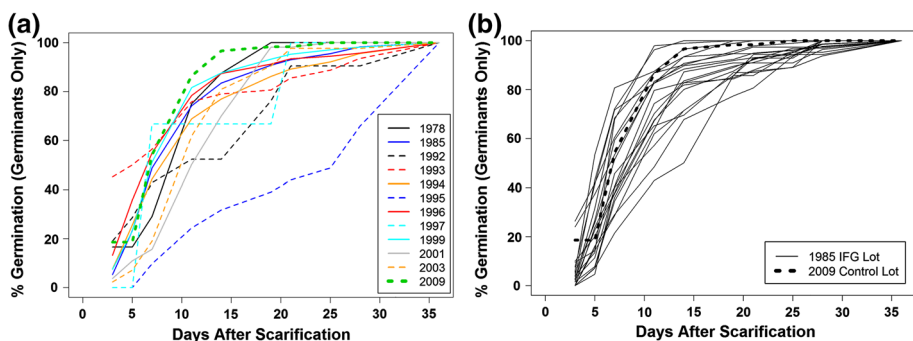 (a)
% Germination (Germinants Only)
100
80
60
40
20
0
0 5 10 15 20 25 30 35
Days After Scarification
1978
1985
1992
1993
1994
1995
1996
1997
1999
2001
2003
2009
(b)
% Germination (Germinants Only)
100
80
60
40
20
0
0 5 10 15 20 25 30 35
Days After Scarification
1985 IFG Lot
2009 Control Lot